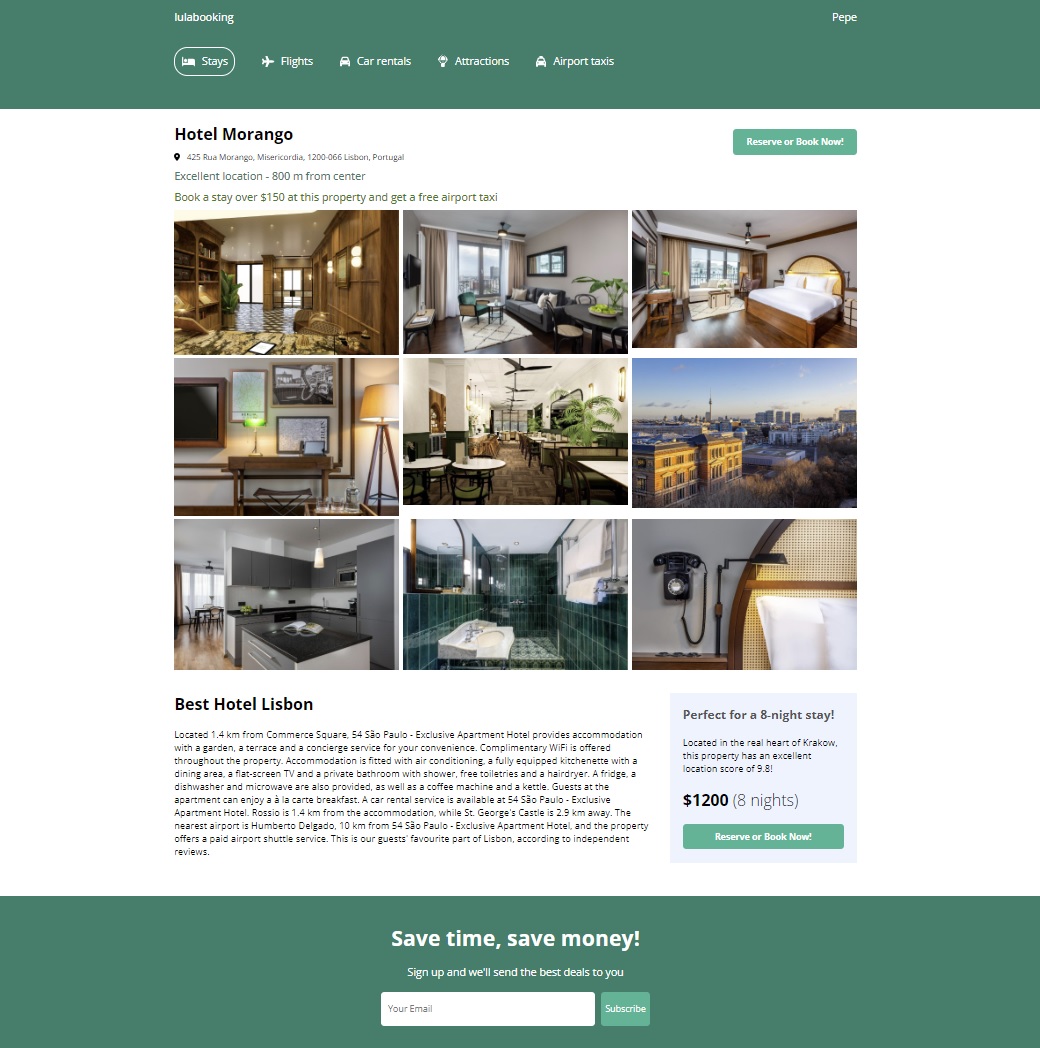 lulabooking
Pepe
Stays
Flights
Car rentals
Attractions
Airport taxis
Hotel Morango
Reserve or Book Now!
425 Rua Morango, Misericordia, 1200-066 Lisbon, Portugal
Excellent location - 800 m from center
Book a stay over $150 at this property and get a free airport taxi
Best Hotel Lisbon
Located 1.4 km from Commerce Square, 54 São Paulo - Exclusive Apartment Hotel provides accommodation
with a garden, a terrace and a concierge service for your convenience. Complimentary WiFi is offered
throughout the property. Accommodation is fitted with air conditioning, a fully equipped kitchenette with a
dining area, a flat-screen TV and a private bathroom with shower, free toiletries and a hairdryer. A fridge, a
dishwasher and microwave are also provided, as well as a coffee machine and a kettle. Guests at the
apartment can enjoy a à la carte breakfast. A car rental service is available at 54 São Paulo - Exclusive
Apartment Hotel. Rossio is 1.4 km from the accommodation, while St. George's Castle is 2.9 km away. The
nearest airport is Humberto Delgado, 10 km from 54 São Paulo - Exclusive Apartment Hotel, and the property
offers a paid airport shuttle service. This is our guests' favourite part of Lisbon, according to independent
reviews.
Perfect for a 8-night stay!
Located in the real heart of Krakow,
this property has an excellent
location score of 9.8!
$1200 (8 nights)
Reserve or Book Now!
Save time, save money!
Sign up and we'll send the best deals to you
Your Email
Subscribe